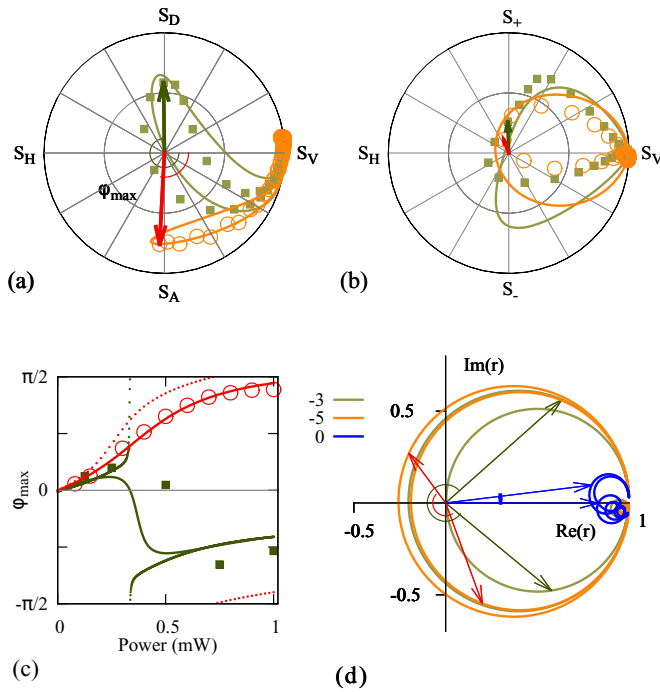 S_D
S_H
S_V
φ_max
S_A
(a)
S_+
S_H
S_V
S_-
(b)
π/2
φ_max
0
-π/2
0
0.5
1
Power (mW)
(c)
-3
-5
0
Im(r)
0.5
-0.5
Re(r)
1
-0.5
(d)